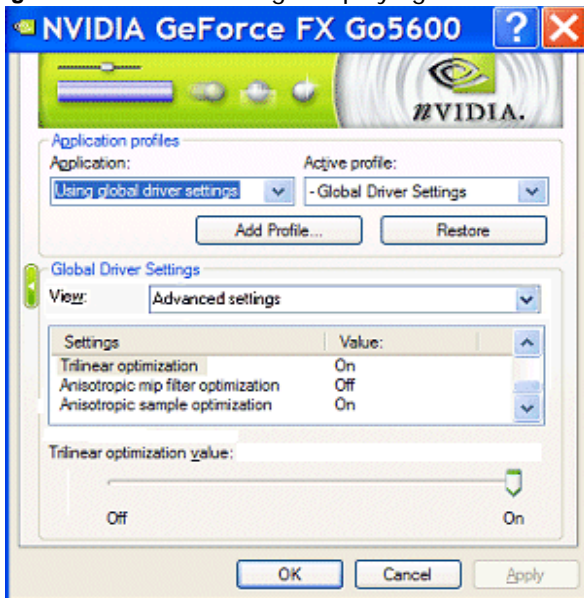 NVIDIA GeForce FX Go5600
NVIDIA.
Application profiles
Application: Active profile:
Using global driver settings - Global Driver Settings
Add Profile... Restore
Global Driver Settings
View: Advanced settings
Settings Value:
Trilinear optimization On
Anisotropic mip filter optimization Off
Anisotropic sample optimization On
Trilinear optimization value:
Off On
OK Cancel Apply